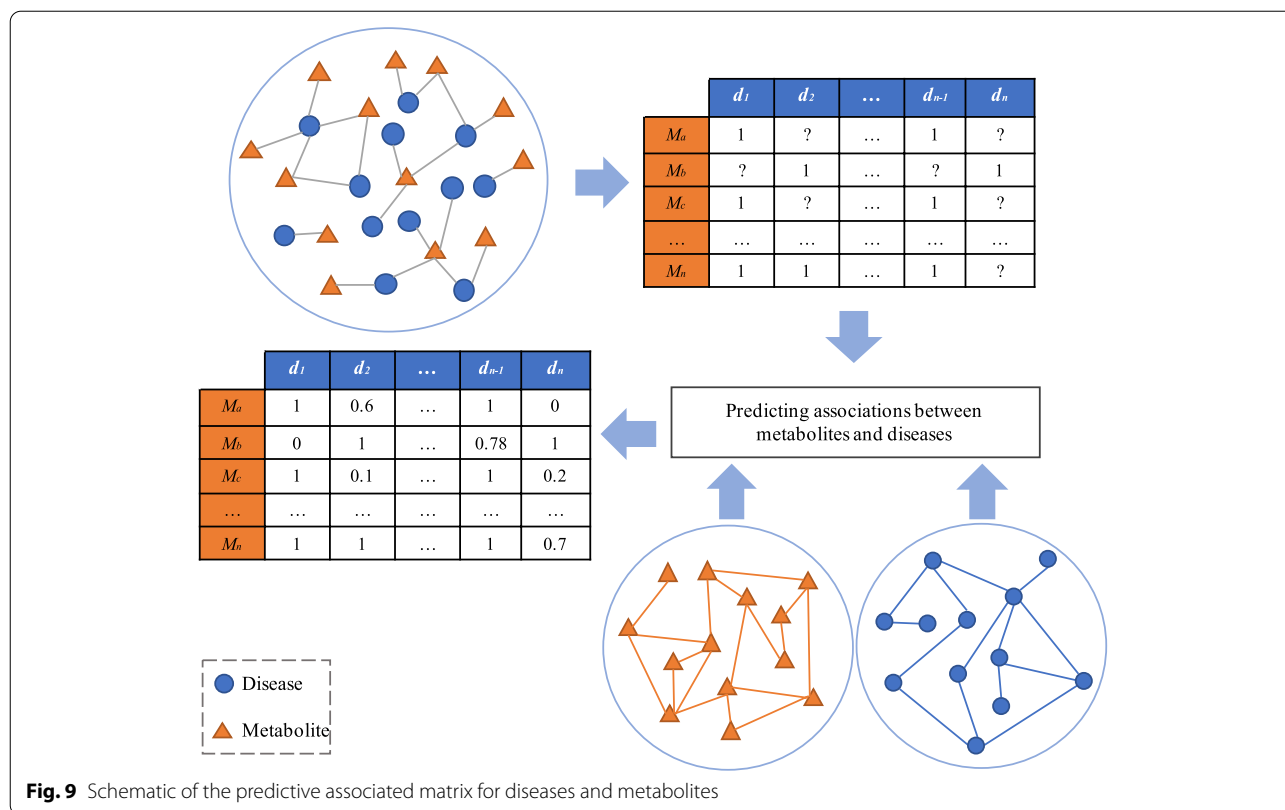 d1 d2 … dn-1 dn
Ma 1 ? … 1 ?
Mb ? 1 … ? 1
Mc 1 ? … 1 ?
… … … … … …
Mn 1 1 … 1 ?
d1 d2 … dn-1 dn
Ma 1 0.6 … 1 0
Mb 0 1 … 0.78 1
Mc 1 0.1 … 1 0.2
… … … … … …
Mn 1 1 … 1 0.7
Predicting associations between
metabolites and diseases
Disease
Metabolite
Fig. 9 Schematic of the predictive associated matrix for diseases and metabolites